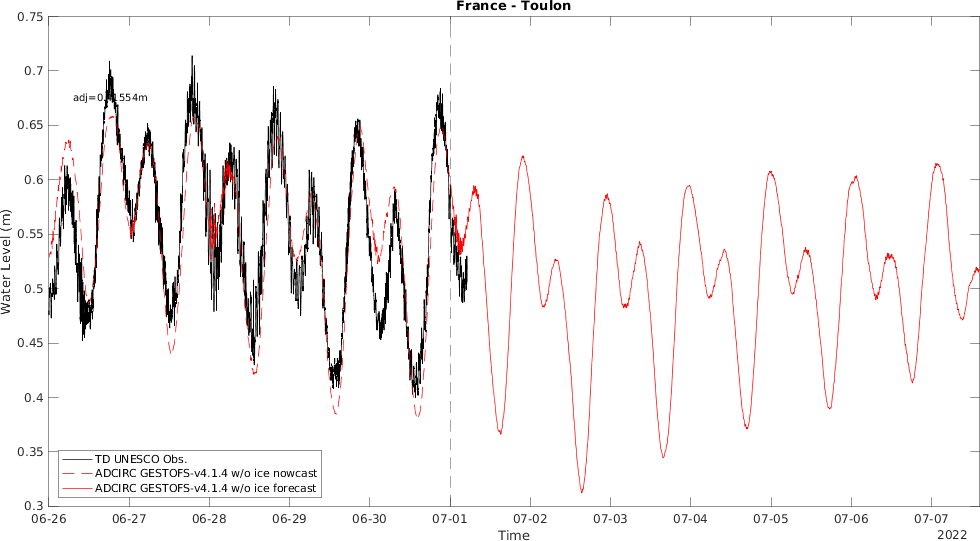 France - Toulon
0.75
0.7
0.65
0.6
0.55
0.5
0.45
0.4
0.35
0.3
Water Level (m)
TD UNESCO Obs.
ADCIRC GESTOFS-v4.1.4 w/o ice nowcast
ADCIRC GESTOFS-v4.1.4 w/o ice forecast
06-26 06-27 06-28 06-29 06-30 07-01 07-02 07-03 07-04 07-05 07-06 07-07
Time
2022